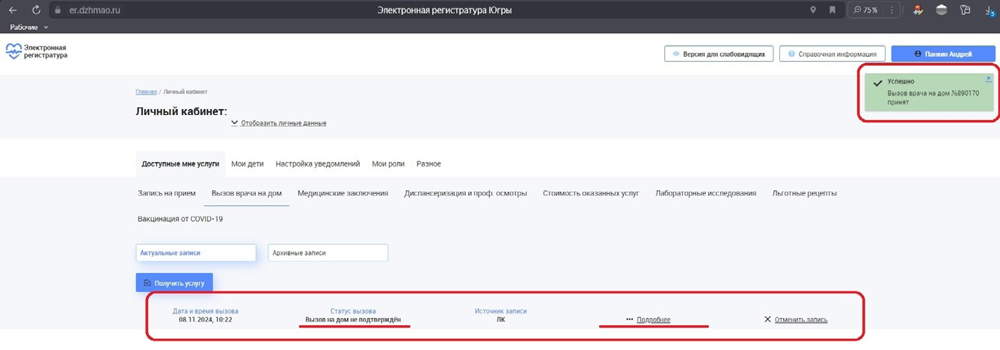 er.dzhmao.ru
Электронная регистратура Югры
75%
5
Рабочие
Электронная
регистратура
Версия для слабовидящих
Справочная информация
Панкин Андрей
Успешно
Вызов врача на дом №890170
принят
Главная / Личный кабинет
Личный кабинет:
Отобразить личные данные
Доступные мне услуги
Мои дети
Настройка уведомлений
Мои роли
Разное
Запись на прием
Вызов врача на дом
Медицинские заключения
Диспансеризация и проф. осмотры
Стоимость оказанных услуг
Лабораторные исследования
Льготные рецепты
Вакцинация от COVID-19
Актуальные записи
Архивные записи
Получить услугу
Дата и время вызова
08.11.2024, 10:22
Статус вызова
Вызов на дом не подтверждён
Источник записи
ЛК
Подробнее
Отменить запись